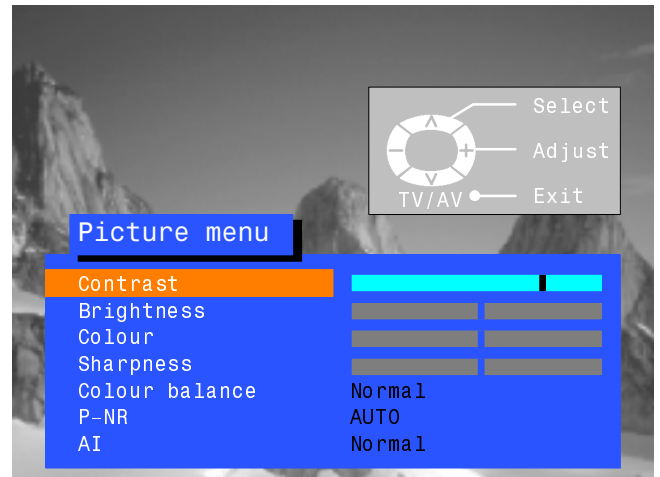 Select
Adjust
TV/AV Exit
Picture menu
Contrast
Brightness
Colour
Sharpness
Colour balance Normal
P-NR AUTO
AI Normal